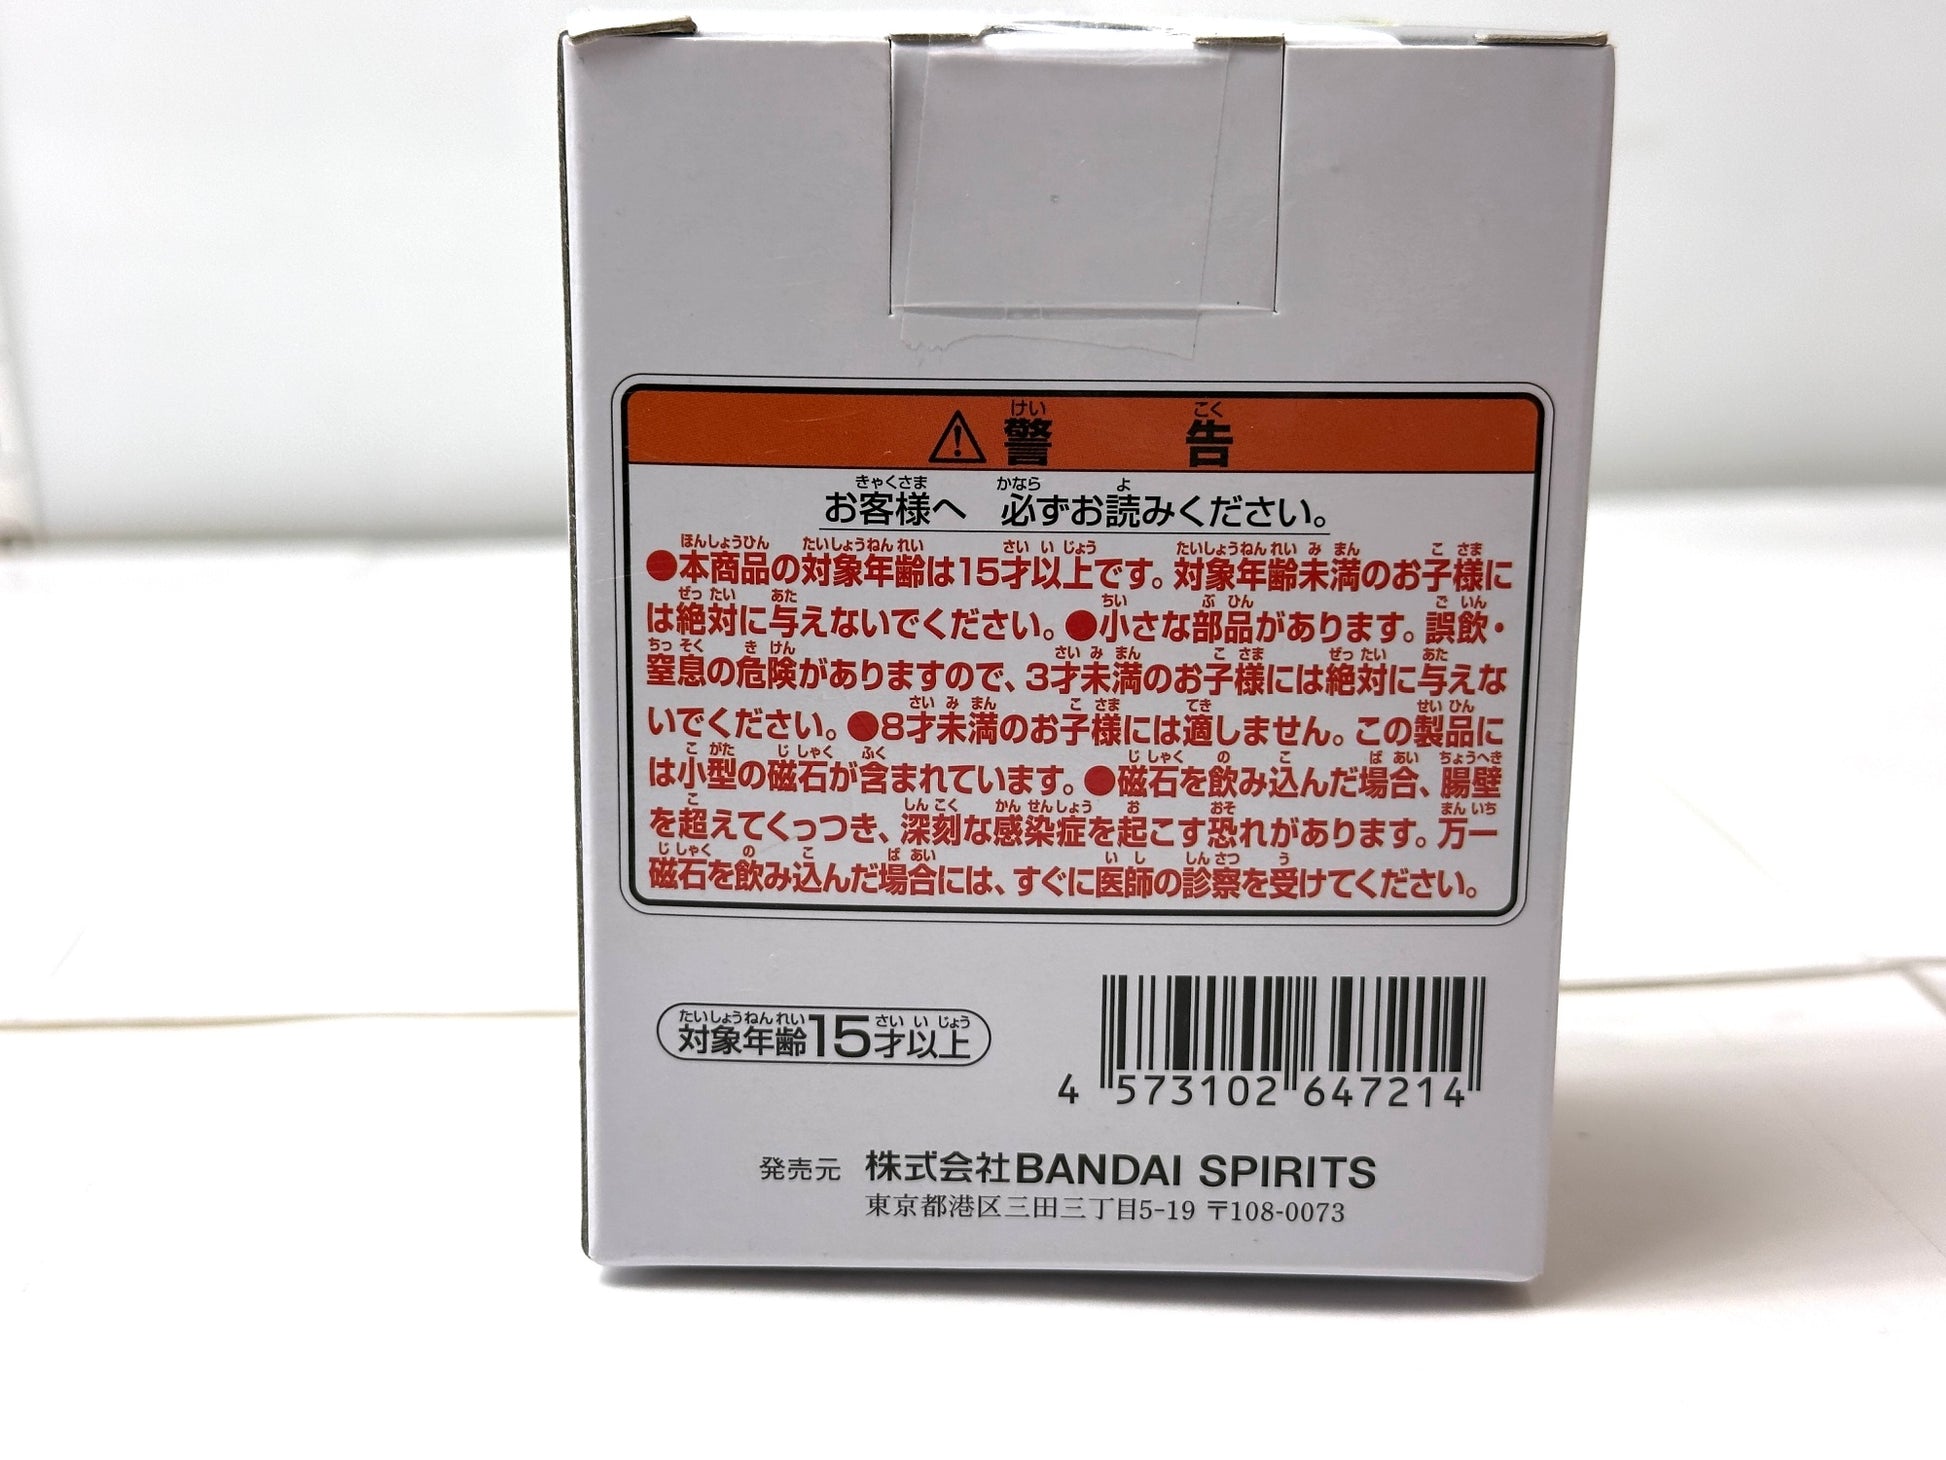 ⚠警告
お客様へ 必ずお読みください。
●本商品の対象年齢は15才以上です。対象年齢未満のお子様に
は絶対に与えないでください。●小さな部品があります。誤飲・
窒息の危険がありますので、3才未満のお子様には絶対に与えな
いでください。●8才未満のお子様には適しません。この製品に
は小型の磁石が含まれています。●磁石を飲み込んだ場合、腸壁
を超えてくっつき、深刻な感染症を起こす恐れがあります。万一
磁石を飲み込んだ場合には、すぐに医師の診察を受けてください。
対象年齢15才以上
4 573102 647214
発売元 株式会社BANDAI SPIRITS
東京都港区三田三丁目5-19 〒108-0073